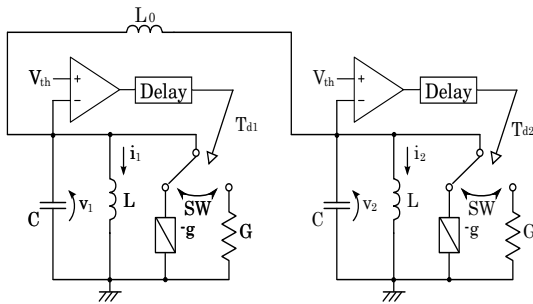 L0
Vth
+
−
Delay
Td1
i1
C
v1
L
SW
-g
G
Vth
+
−
Delay
Td2
i2
C
v2
L
SW
-g
G